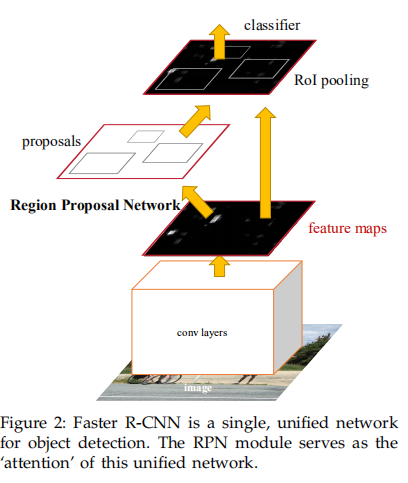 classifier
RoI pooling
proposals
Region Proposal Network
feature maps
conv layers
image
Figure 2: Faster R-CNN is a single, unified network
for object detection. The RPN module serves as the
‘attention’ of this unified network.